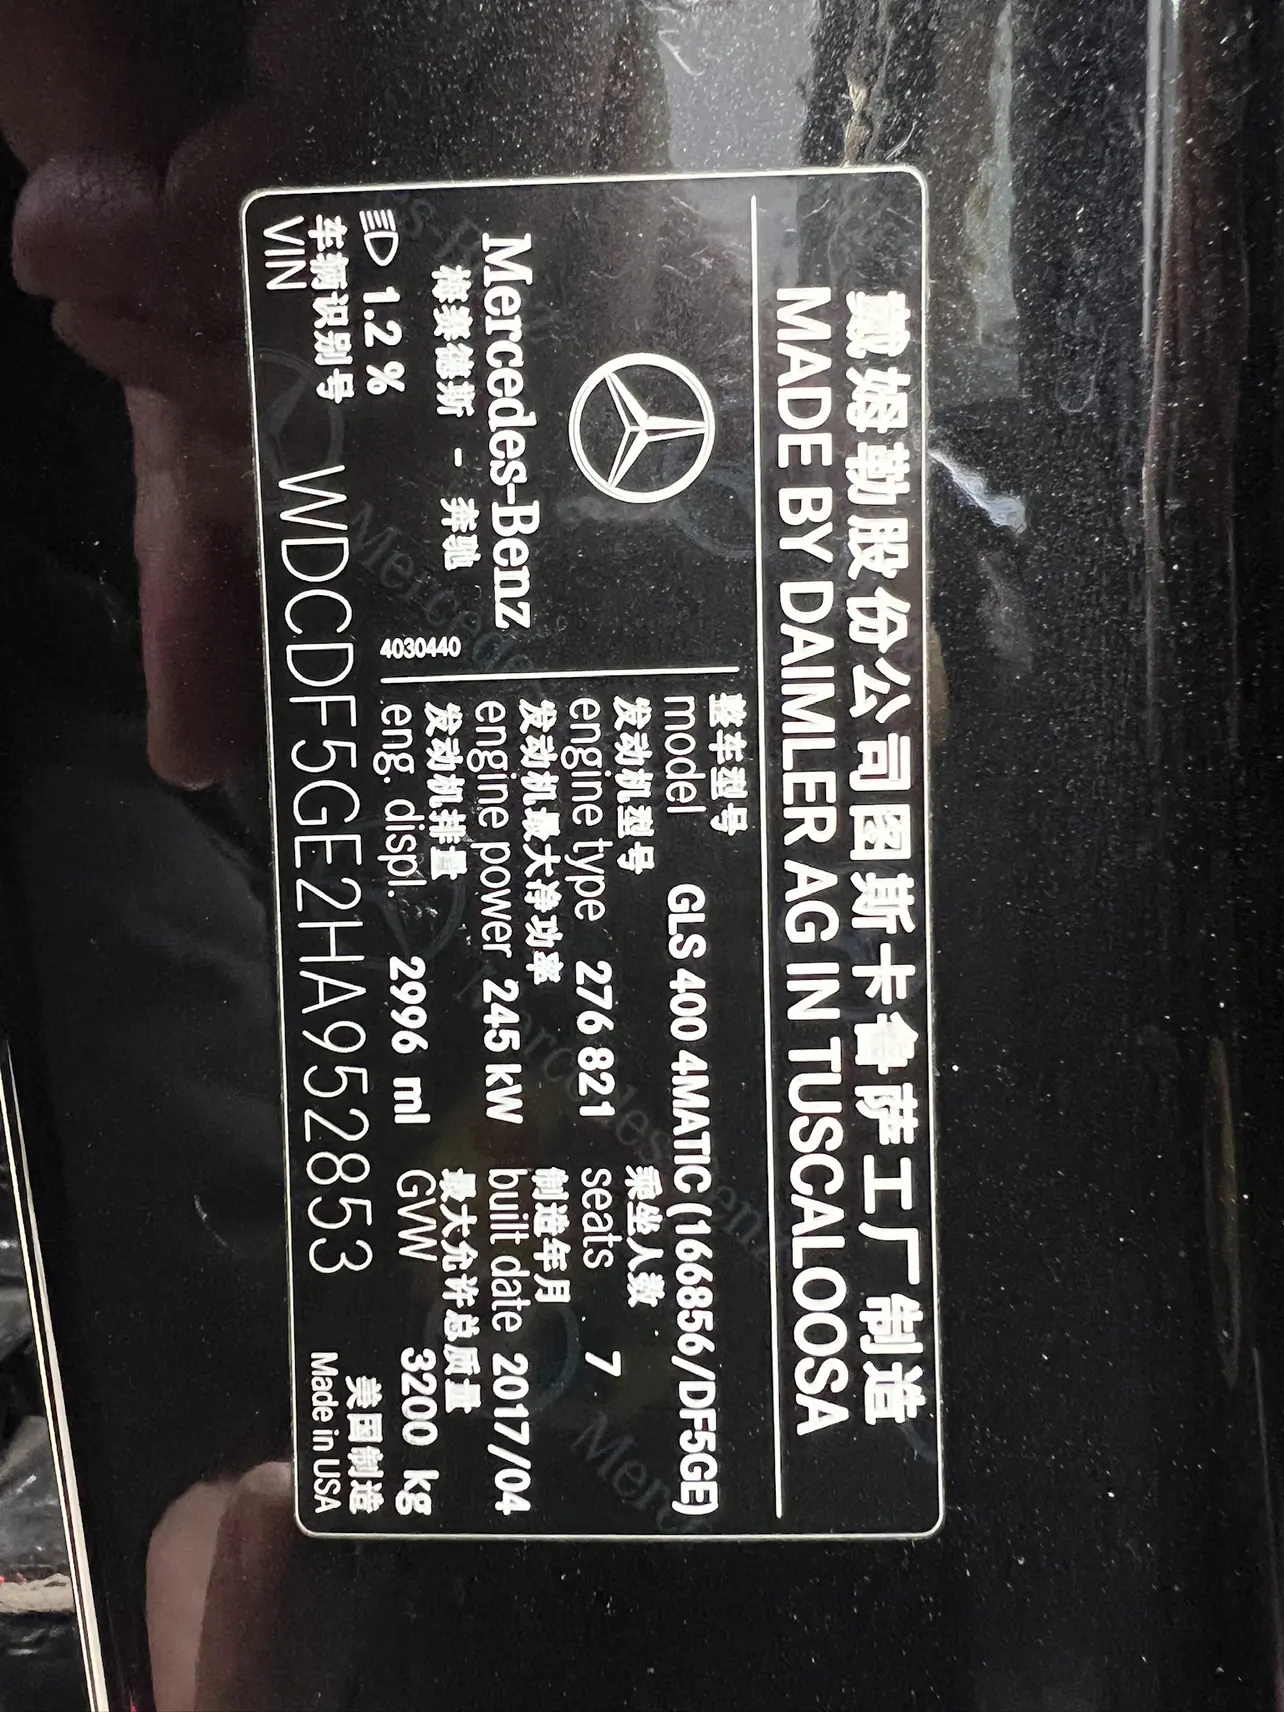 戴姆勒股份公司图斯卡鲁萨工厂制造
MADE BY DAIMLER AG IN TUSCALOOSA
Mercedes-Benz
梅赛德斯 - 奔驰
1.2 %
4030440
整车型号
model GLS 400 4MATIC (166856/DF5GE)
发动机型号 乘坐人数
engine type 276 821 seats 7
发动机最大净功率 制造年月
engine power 245 kW built date 2017/04
发动机排量 最大允许总质量
eng. displ. 2996 ml GVW 3200 kg
车辆识别号 美国制造
VIN WDCDF5GE2HA952853 Made in USA
Mercedes-Benz
Mercedes-Benz